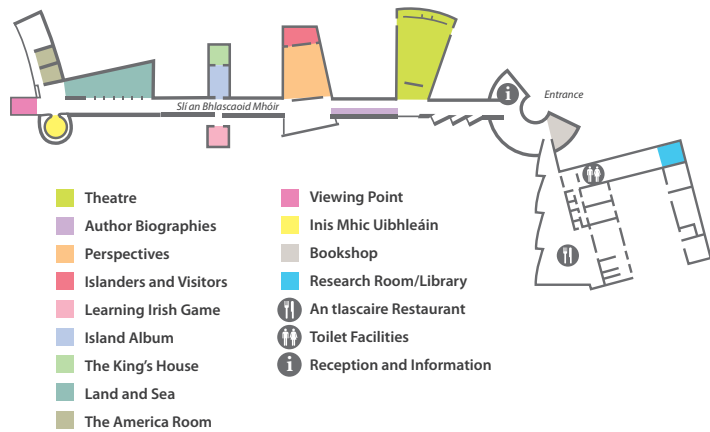 Slí an Bhlascaoid Mhóir
Entrance
Theatre
Author Biographies
Perspectives
Islanders and Visitors
Learning Irish Game
Island Album
The King's House
Land and Sea
The America Room
Viewing Point
Inis Mhic Uibhleáin
Bookshop
Research Room/Library
An tIascaire Restaurant
Toilet Facilities
i Reception and Information